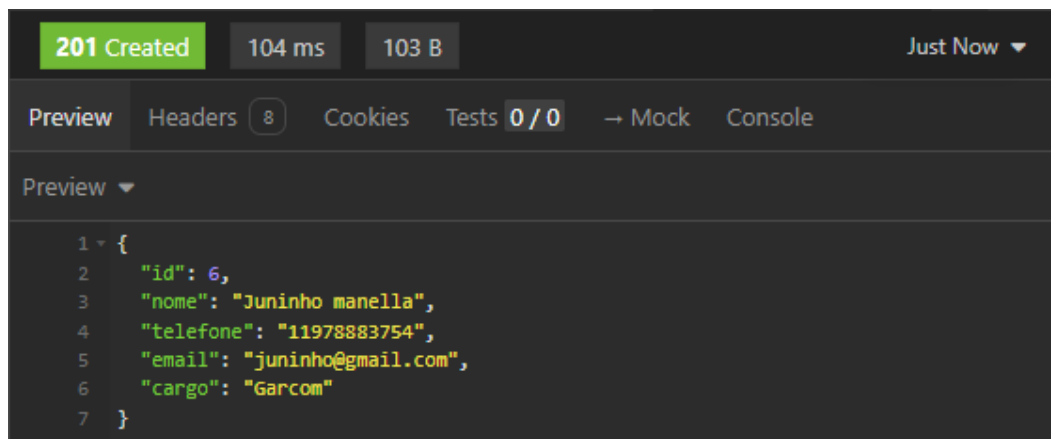 201 Created 104 ms 103 B Just Now
Preview Headers 8 Cookies Tests 0 / 0 → Mock Console
Preview
1 {
2 "id": 6,
3 "nome": "Juninho manella",
4 "telefone": "11978883754",
5 "email": "juninho@gmail.com",
6 "cargo": "Garcom"
7 }